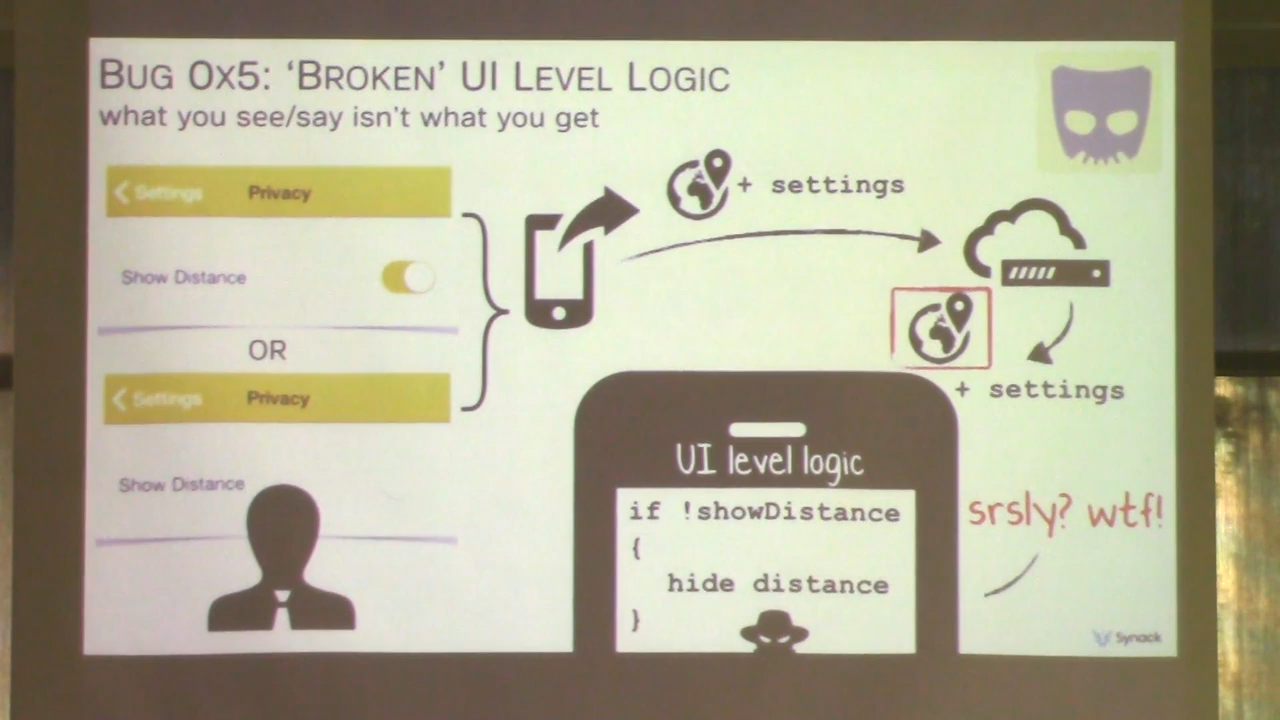 BUG 0X5: 'BROKEN' UI LEVEL LOGIC
what you see/say isn't what you get
Settings Privacy
Show Distance
OR
Settings Privacy
Show Distance
+ settings
+ settings
UI level logic
if !showDistance
{
hide distance
}
srsly? wtf!
Synack